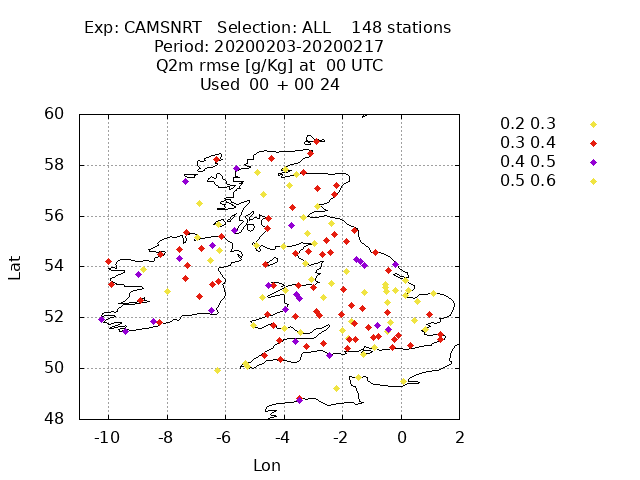 Exp: CAMSNRT Selection: ALL 148 stations
Period: 20200203-20200217
Q2m rmse [g/Kg] at 00 UTC
Used 00 + 00 24
60
58
56
54
52
50
48
-10 -8 -6 -4 -2 0 2
Lat
Lon
0.2 0.3
0.3 0.4
0.4 0.5
0.5 0.6